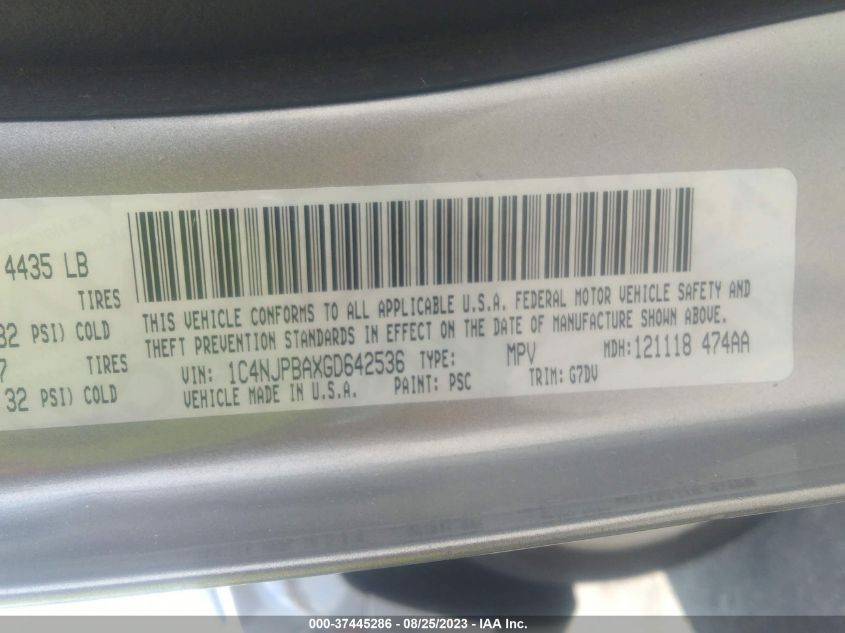 4435 LB
TIRES
32 PSI) COLD
7 TIRES
32 PSI) COLD
THIS VEHICLE CONFORMS TO ALL APPLICABLE U.S.A. FEDERAL MOTOR VEHICLE SAFETY AND
THEFT PREVENTION STANDARDS IN EFFECT ON THE DATE OF MANUFACTURE SHOWN ABOVE.
VIN: 1C4NJPBAXGD642536 TYPE: MPV MDH:121118 474AA
VEHICLE MADE IN U.S.A. PAINT: PSC TRIM: G7DV
000-37445286 - 08/25/2023 - IAA Inc.